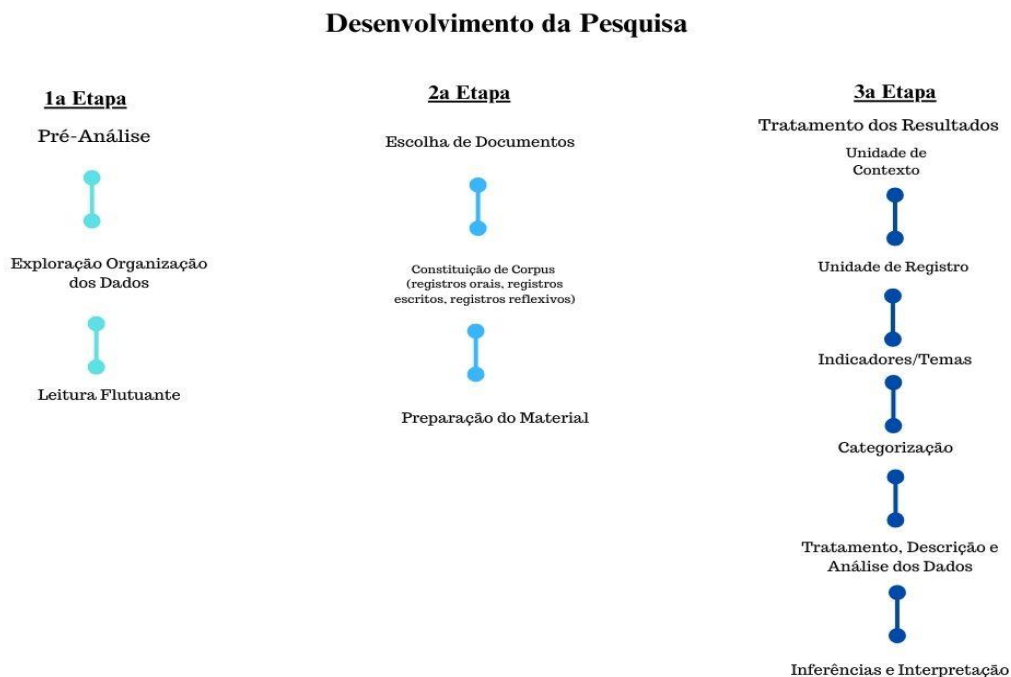 Desenvolvimento da Pesquisa
1a Etapa
Pré-Análise
Exploração Organização
dos Dados
Leitura Flutuante
2a Etapa
Escolha de Documentos
Constituição de Corpus
(registros orais, registros
escritos, registros reflexivos)
Preparação do Material
3a Etapa
Tratamento dos Resultados
Unidade de
Contexto
Unidade de Registro
Indicadores/Temas
Categorização
Tratamento, Descrição e
Análise dos Dados
Inferências e Interpretação